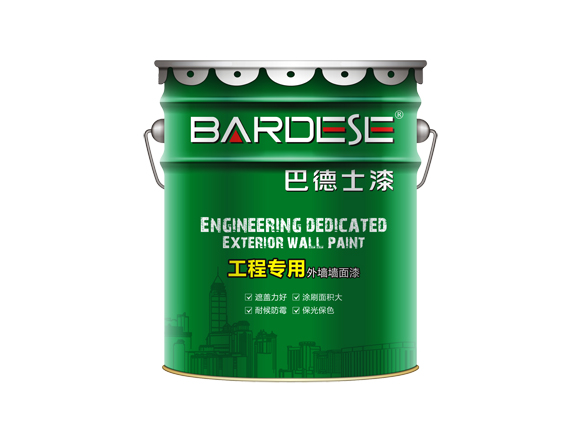 BARDESE®
巴德士漆
ENGINEERING DEDICATED
EXTERIOR WALL PAINT
工程专用外墙墙面漆
☑ 遮盖力好 ☑ 涂刷面积大
☑ 耐候防霉 ☑ 保光保色